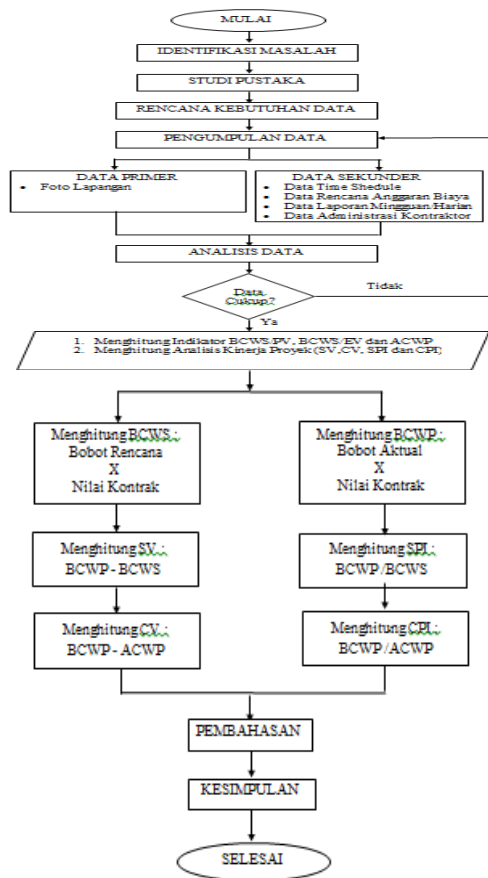 MULAI
IDENTIFIKASI MASALAH
STUDI PUSTAKA
RENCANA KEBUTUHAN DATA
PENGUMPULAN DATA
DATA PRIMER
• Foto Lapangan
DATA SEKUNDER
• Data Time Shedule
• Data Rencana Anggaran Biaya
• Data Laporan Mingguan/Harian
• Data Administrasi Kontraktor
ANALISIS DATA
Data
Cukup?
Tidak
Ya
1. Menghitung Indikator BCWS/PV, BCWS/EV dan ACWP
2. Menghitung Analisis Kinerja Proyek (SV,CV, SPI dan CPI)
Menghitung BCWS :
Bobot Rencana
X
Nilai Kontrak
Menghitung BCWP :
Bobot Aktual
X
Nilai Kontrak
Menghitung SV :
BCWP - BCWS
Menghitung SPI :
BCWP /BCWS
Menghitung CV :
BCWP - ACWP
Menghitung CPI :
BCWP / ACWP
PEMBAHASAN
KESIMPULAN
SELESAI